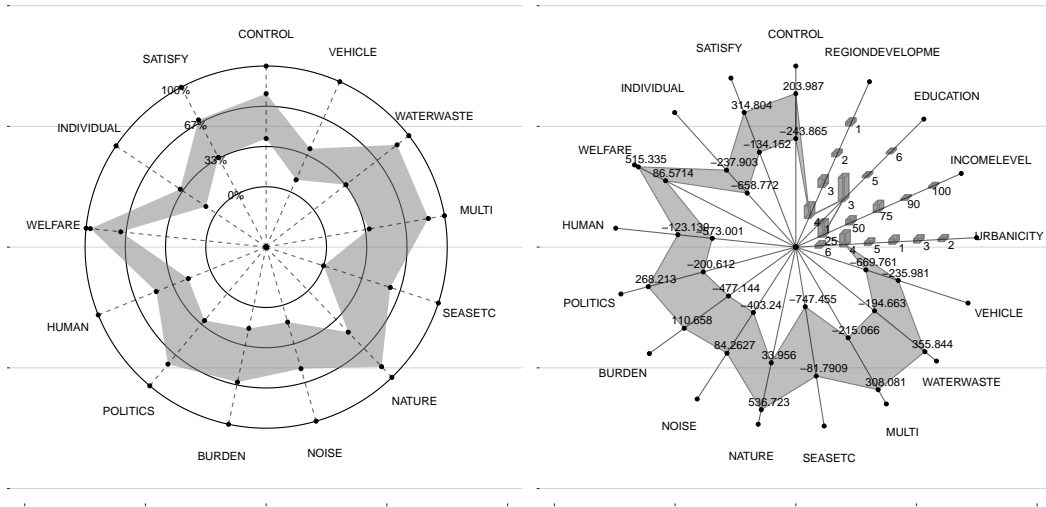 CONTROL
VEHICLE
SATISFY
100%
WATERWASTE
INDIVIDUAL
67%
33%
0%
WELFARE
MULTI
HUMAN
SEASETC
POLITICS
NATURE
BURDEN
NOISE
CONTROL
REGIONDEVELOPME
SATISFY
INDIVIDUAL
EDUCATION
203.987
314.804
1
−243.865
−134.152
2
6
WELFARE
INCOMELEVEL
515.335
−237.903
86.5714
5
3
100
−658.772
3
90
75
4
1
50
HUMAN
−123.139
−573.001
25
URBANICITY
6
4
5
1
3
2
−200.612
−669.761
268.213
−235.981
POLITICS
−477.144
−747.455
−194.663
VEHICLE
−403.24
110.658
−215.066
84.2627
33.956
355.844
BURDEN
−81.7909
308.081
WATERWASTE
536.723
NOISE
MULTI
NATURE
SEASETC